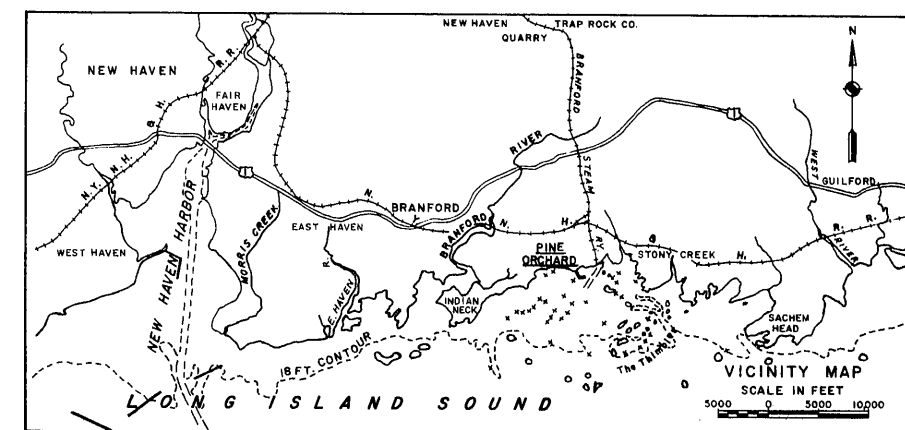 NEW HAVEN TRAP ROCK CO.
QUARRY
NEW HAVEN
R. R.
FAIR
HAVEN
& H.
N.Y. N.H.
BRANFORD STEAM RY.
N
1
1
RIVER
WEST RIVER
GUILFORD
N. Y. N. H. & H. R. R.
BRANFORD
BRANFORD
WEST HAVEN
NEW HAVEN HARBOR
MORRIS CREEK
EAST HAVEN
E. HAVEN R.
PINE
ORCHARD
STONY CREEK
INDIAN
NECK
SACHEM
HEAD
The Thimbles
18 FT. CONTOUR
LONG ISLAND SOUND
VICINITY MAP
SCALE IN FEET
5000 0 5000 10,000